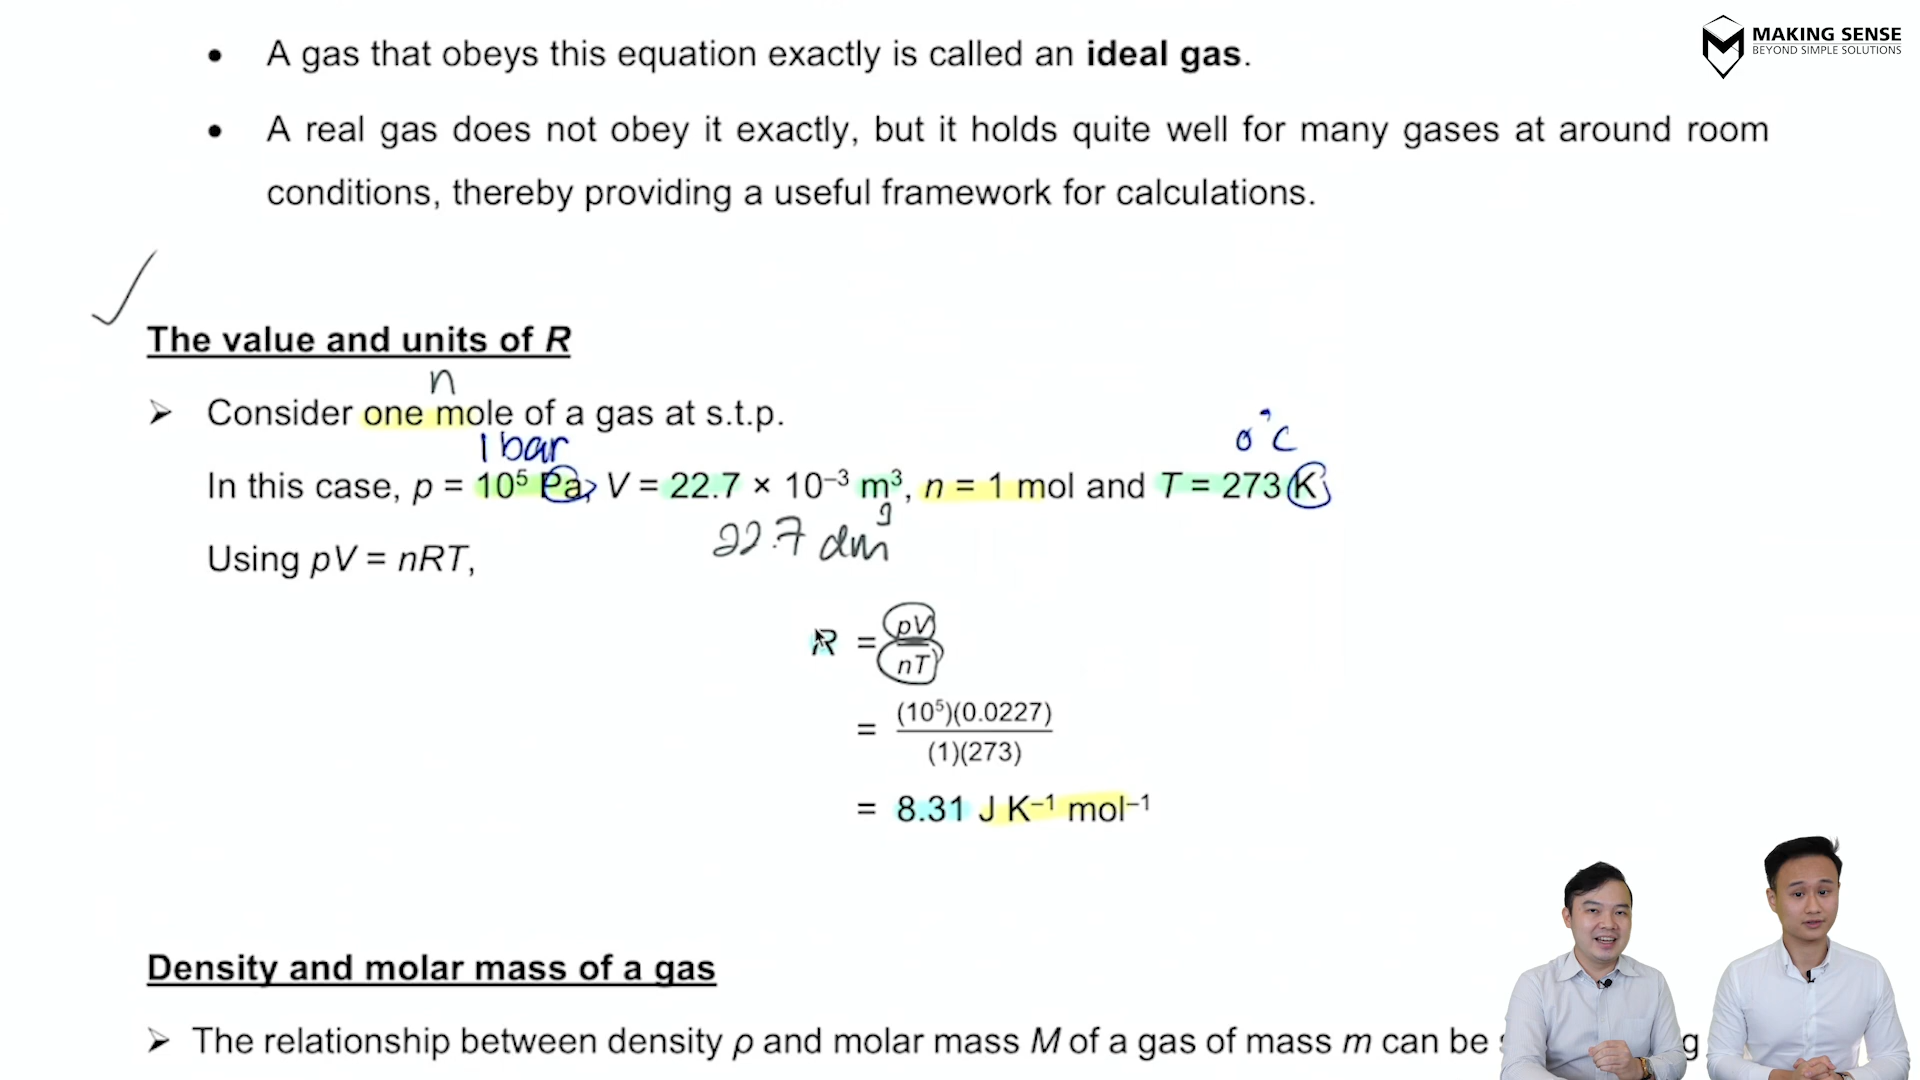 MAKING SENSE
BEYOND SIMPLE SOLUTIONS
• A gas that obeys this equation exactly is called an ideal gas.
• A real gas does not obey it exactly, but it holds quite well for many gases at around room
conditions, thereby providing a useful framework for calculations.
The value and units of R
n
➢ Consider one mole of a gas at s.t.p.
1 bar
0°C
In this case, p = 10⁵ Pa, V = 22.7 × 10⁻³ m³, n = 1 mol and T = 273 K.
22.7 dm³
Using pV = nRT,
R = pV/nT
= (10⁵)(0.0227)/(1)(273)
= 8.31 J K⁻¹ mol⁻¹
Density and molar mass of a gas
➢ The relationship between density ρ and molar mass M of a gas of mass m can be